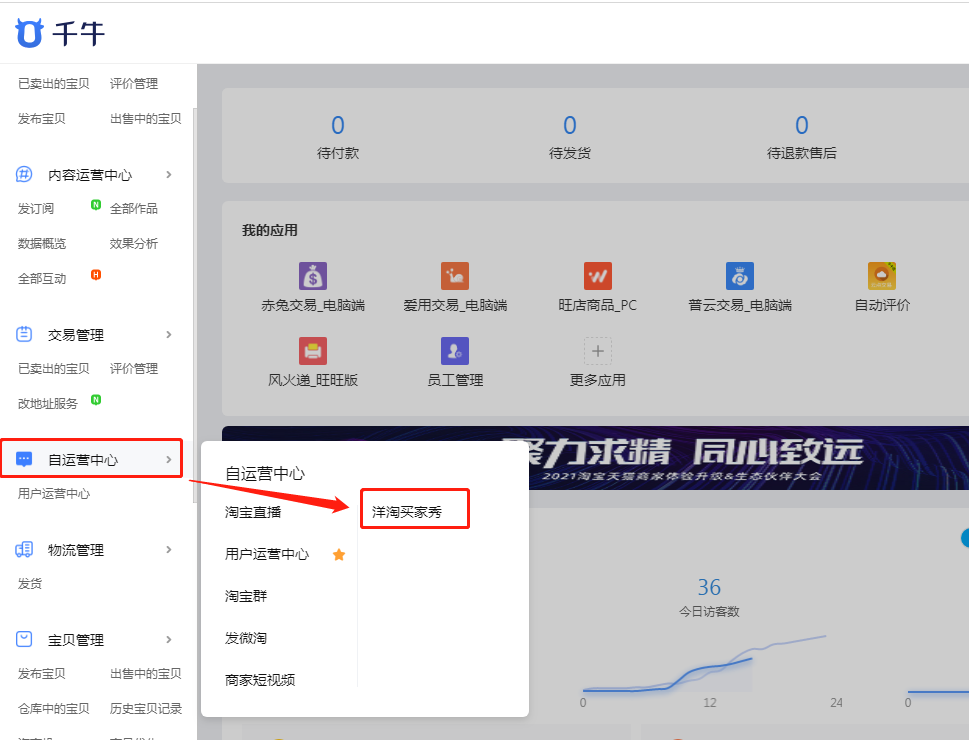 千牛
已卖出的宝贝 评价管理
发布宝贝 出售中的宝贝
内容运营中心
发订阅 N 全部作品
数据概览 效果分析
全部互动 H
交易管理
已卖出的宝贝 评价管理
改地址服务 N
自运营中心
用户运营中心
物流管理
发货
宝贝管理
发布宝贝 出售中的宝贝
仓库中的宝贝 历史宝贝记录
0 0 0
待付款 待发货 待退款售后
我的应用
赤兔交易_电脑端 爱用交易_电脑端 旺店商品_PC 普云交易_电脑端 自动评价
风火递_旺旺版 员工管理 更多应用
聚力求精 同心致远
2021淘宝天猫商家体验升级&生态伙伴大会
自运营中心
淘宝直播 洋淘买家秀
用户运营中心
淘宝群
发微淘
商家短视频
36
今日访客数
0 12 24 0